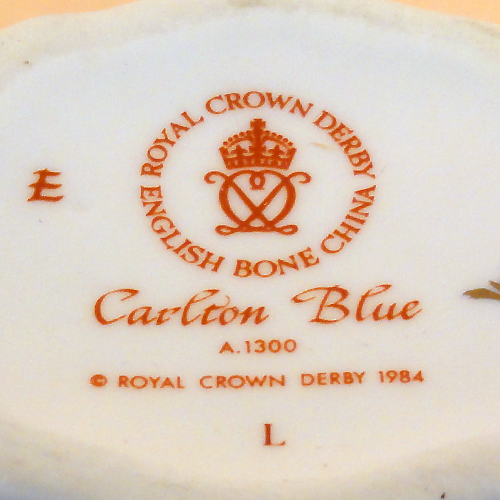 ROYAL CROWN DERBY
ENGLISH BONE CHINA
E
Carlton Blue
A.1300
© ROYAL CROWN DERBY 1984
L